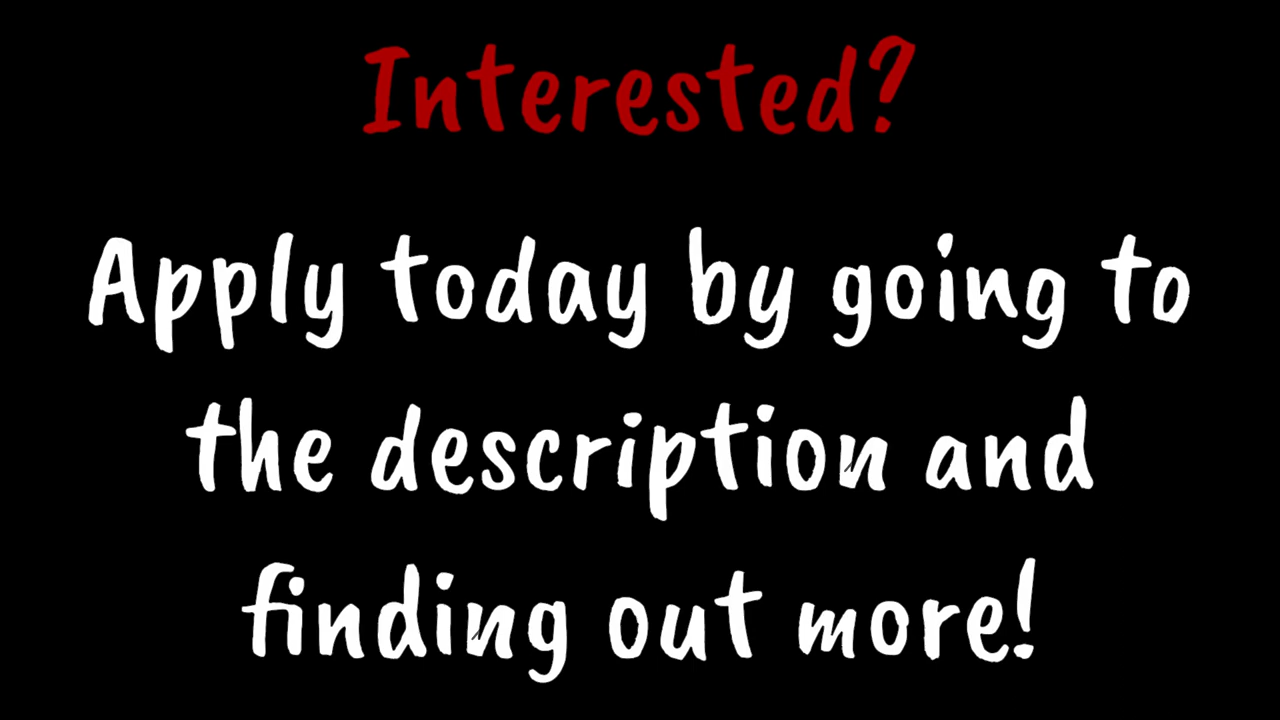 Interested?
Apply today by going to
the description and
finding out more!